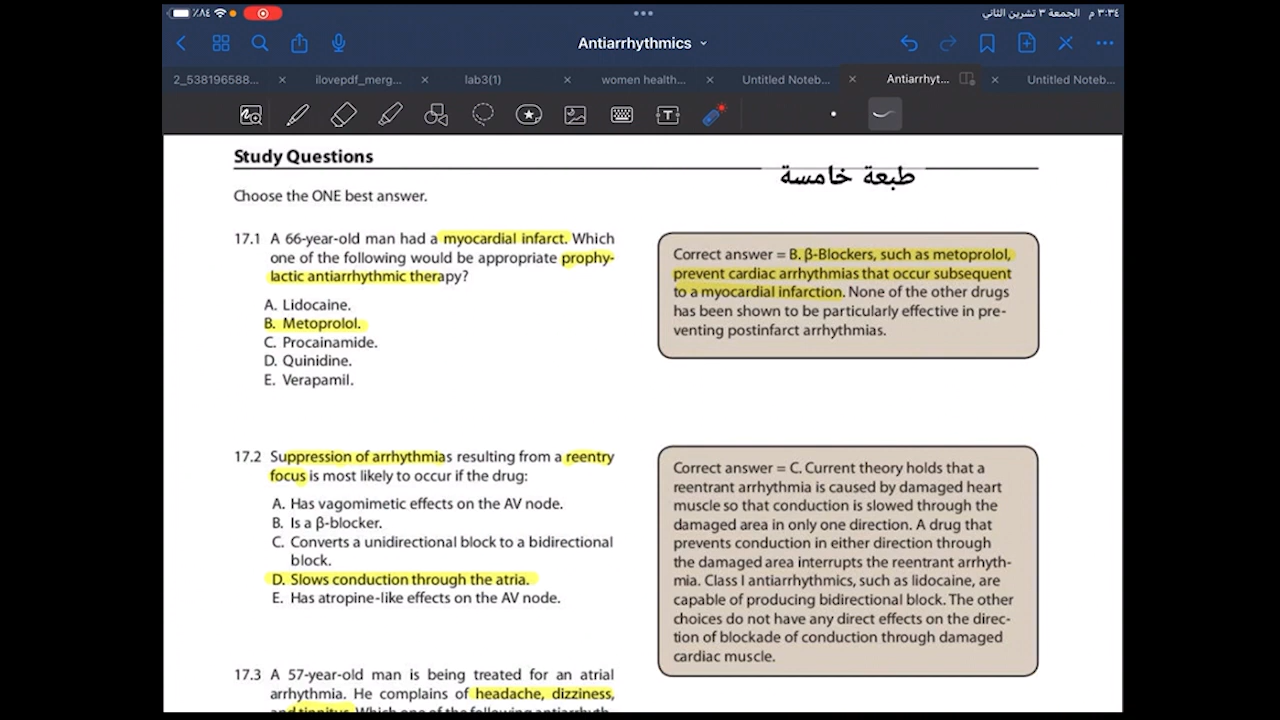 ٪٨٤
٣:٣٤ م الجمعة ٣ تشرين الثاني
Antiarrhythmics
2_538196588...
ilovepdf_merg...
lab3(1)
women health...
Untitled Noteb...
Antiarrhyt...
Untitled Noteb...
Study Questions
طبعة خامسة
Choose the ONE best answer.
17.1 A 66-year-old man had a myocardial infarct. Which
one of the following would be appropriate prophy-
lactic antiarrhythmic therapy?
A. Lidocaine.
B. Metoprolol.
C. Procainamide.
D. Quinidine.
E. Verapamil.
Correct answer = B. β-Blockers, such as metoprolol,
prevent cardiac arrhythmias that occur subsequent
to a myocardial infarction. None of the other drugs
has been shown to be particularly effective in pre-
venting postinfarct arrhythmias.
17.2 Suppression of arrhythmias resulting from a reentry
focus is most likely to occur if the drug:
A. Has vagomimetic effects on the AV node.
B. Is a β-blocker.
C. Converts a unidirectional block to a bidirectional
block.
D. Slows conduction through the atria.
E. Has atropine-like effects on the AV node.
Correct answer = C. Current theory holds that a
reentrant arrhythmia is caused by damaged heart
muscle so that conduction is slowed through the
damaged area in only one direction. A drug that
prevents conduction in either direction through
the damaged area interrupts the reentrant arrhyth-
mia. Class I antiarrhythmics, such as lidocaine, are
capable of producing bidirectional block. The other
choices do not have any direct effects on the direc-
tion of blockade of conduction through damaged
cardiac muscle.
17.3 A 57-year-old man is being treated for an atrial
arrhythmia. He complains of headache, dizziness,
and tinnitus. Which one of the following antiarrhyth-